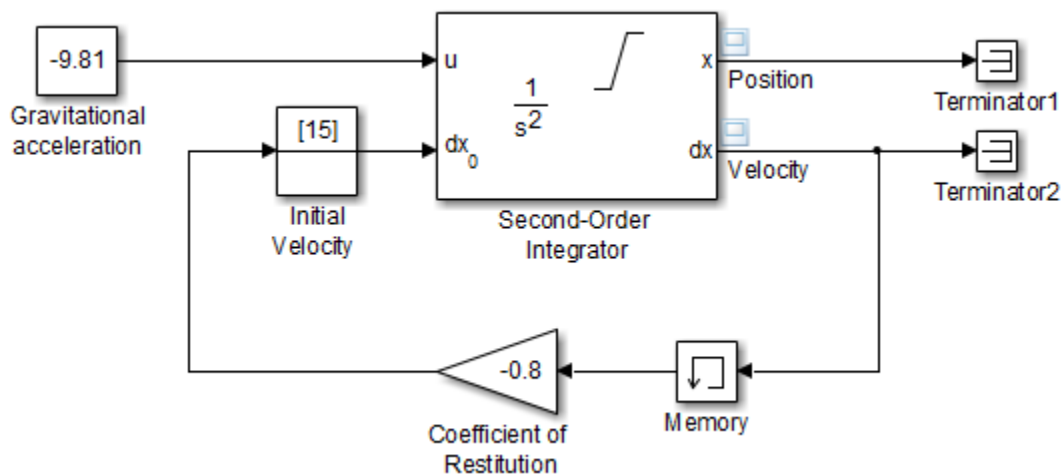 -9.81
Gravitational
acceleration
[15]
Initial
Velocity
u
dx0
1
s2
x
dx
Second-Order
Integrator
Position
Velocity
Terminator1
Terminator2
-0.8
Coefficient of
Restitution
Memory